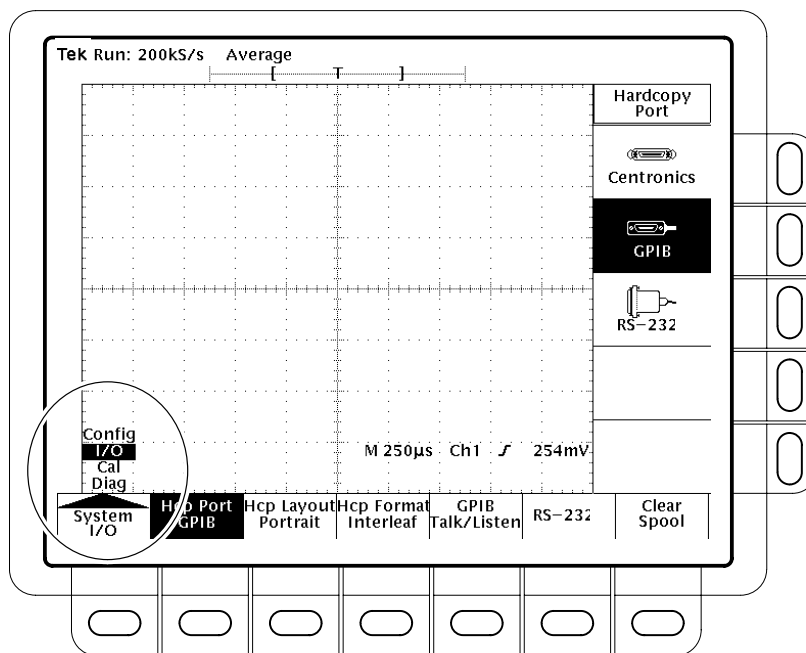 Tek Run: 200kS/s Average
[ T ]
Hardcopy
Port
Centronics
GPIB
RS-232
Config
I/O
Cal
Diag
M 250µs Ch1 254mV
System
I/O
Hcp Port
GPIB
Hcp Layout
Portrait
Hcp Format
Interleaf
GPIB
Talk/Listen
RS-232
Clear
Spool